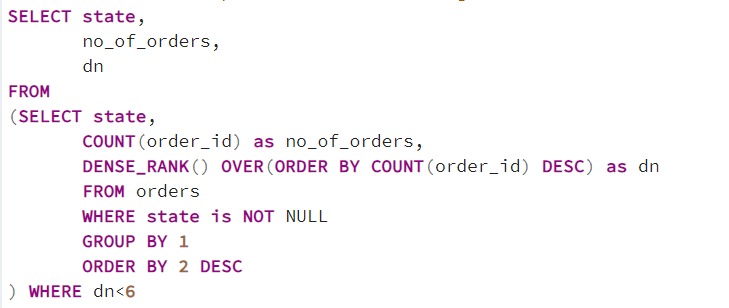 SELECT state,
no_of_orders,
dn
FROM
(SELECT state,
COUNT(order_id) as no_of_orders,
DENSE_RANK() OVER(ORDER BY COUNT(order_id) DESC) as dn
FROM orders
WHERE state is NOT NULL
GROUP BY 1
ORDER BY 2 DESC
) WHERE dn<6